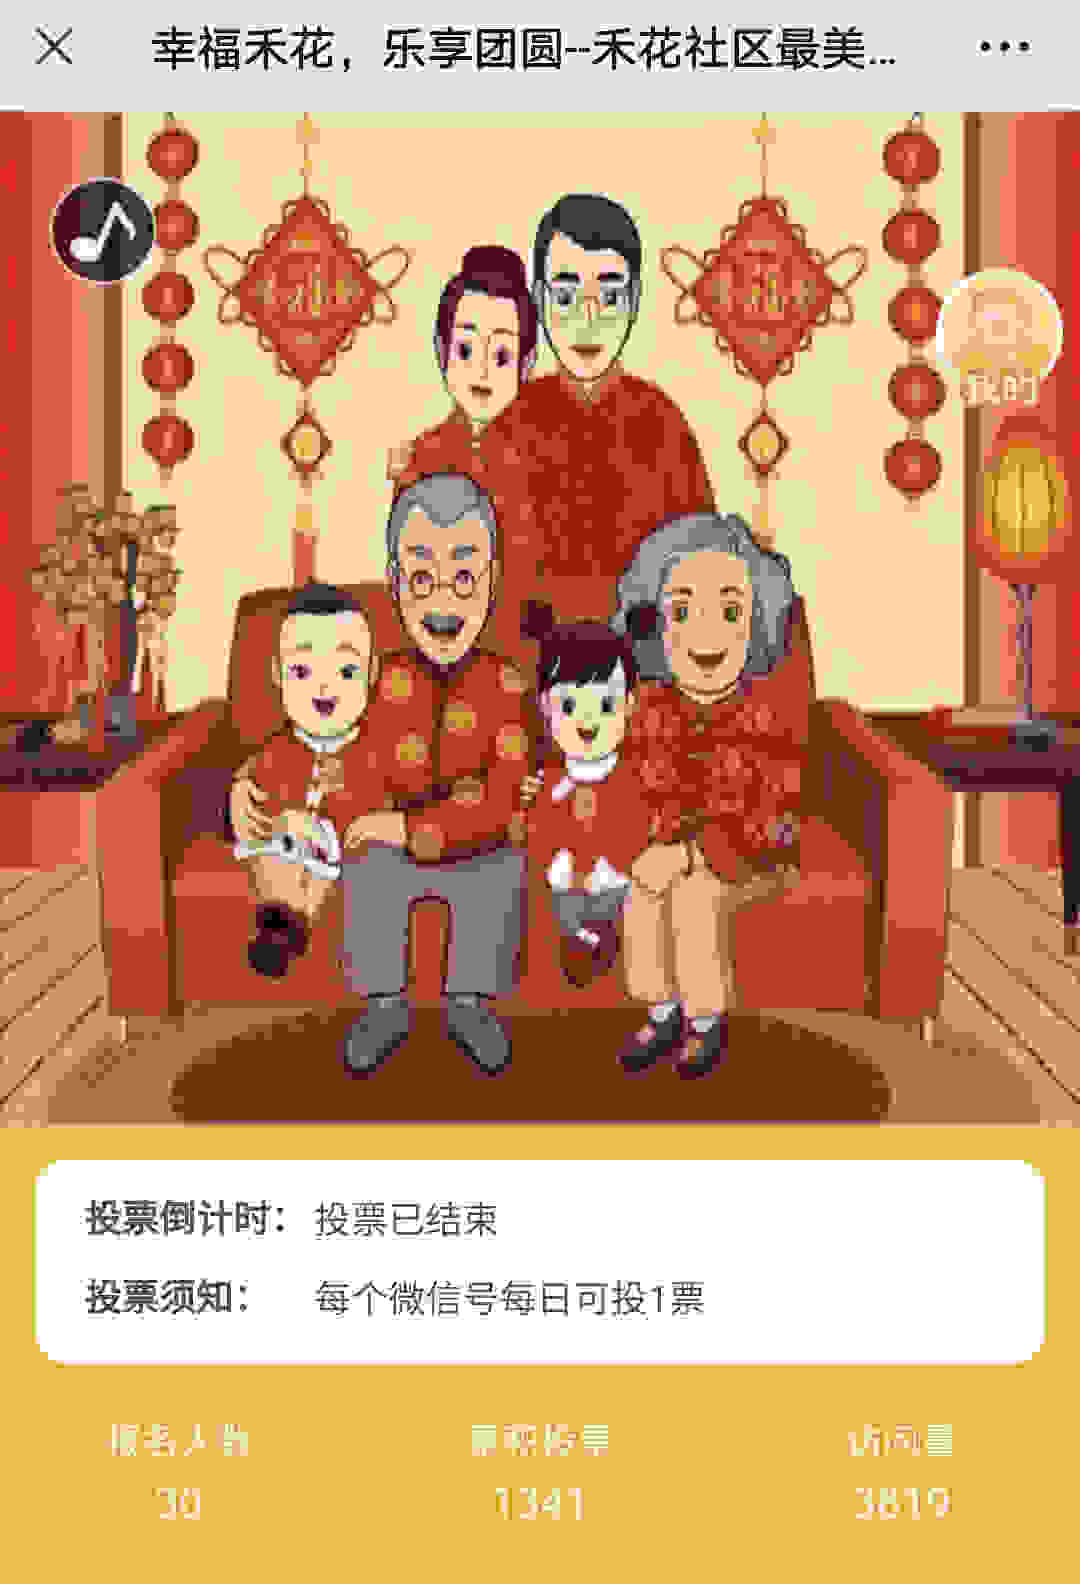 幸福禾花，乐享团圆--禾花社区最美...
福
福
我的
投票倒计时： 投票已结束
投票须知： 每个微信号每日可投1票
报名人数 累积投票 访问量
30 1341 3819